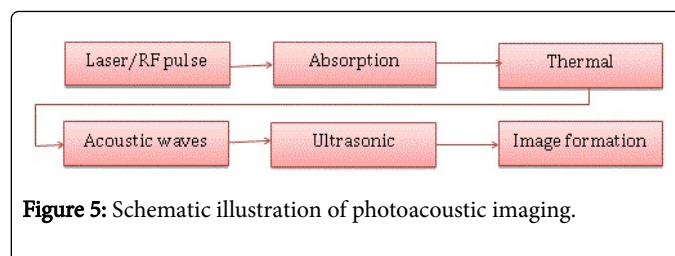 Laser/RF pulse
Absorption
Thermal
Acoustic waves
Ultrasonic
Image formation
Figure 5: Schematic illustration of photoacoustic imaging.